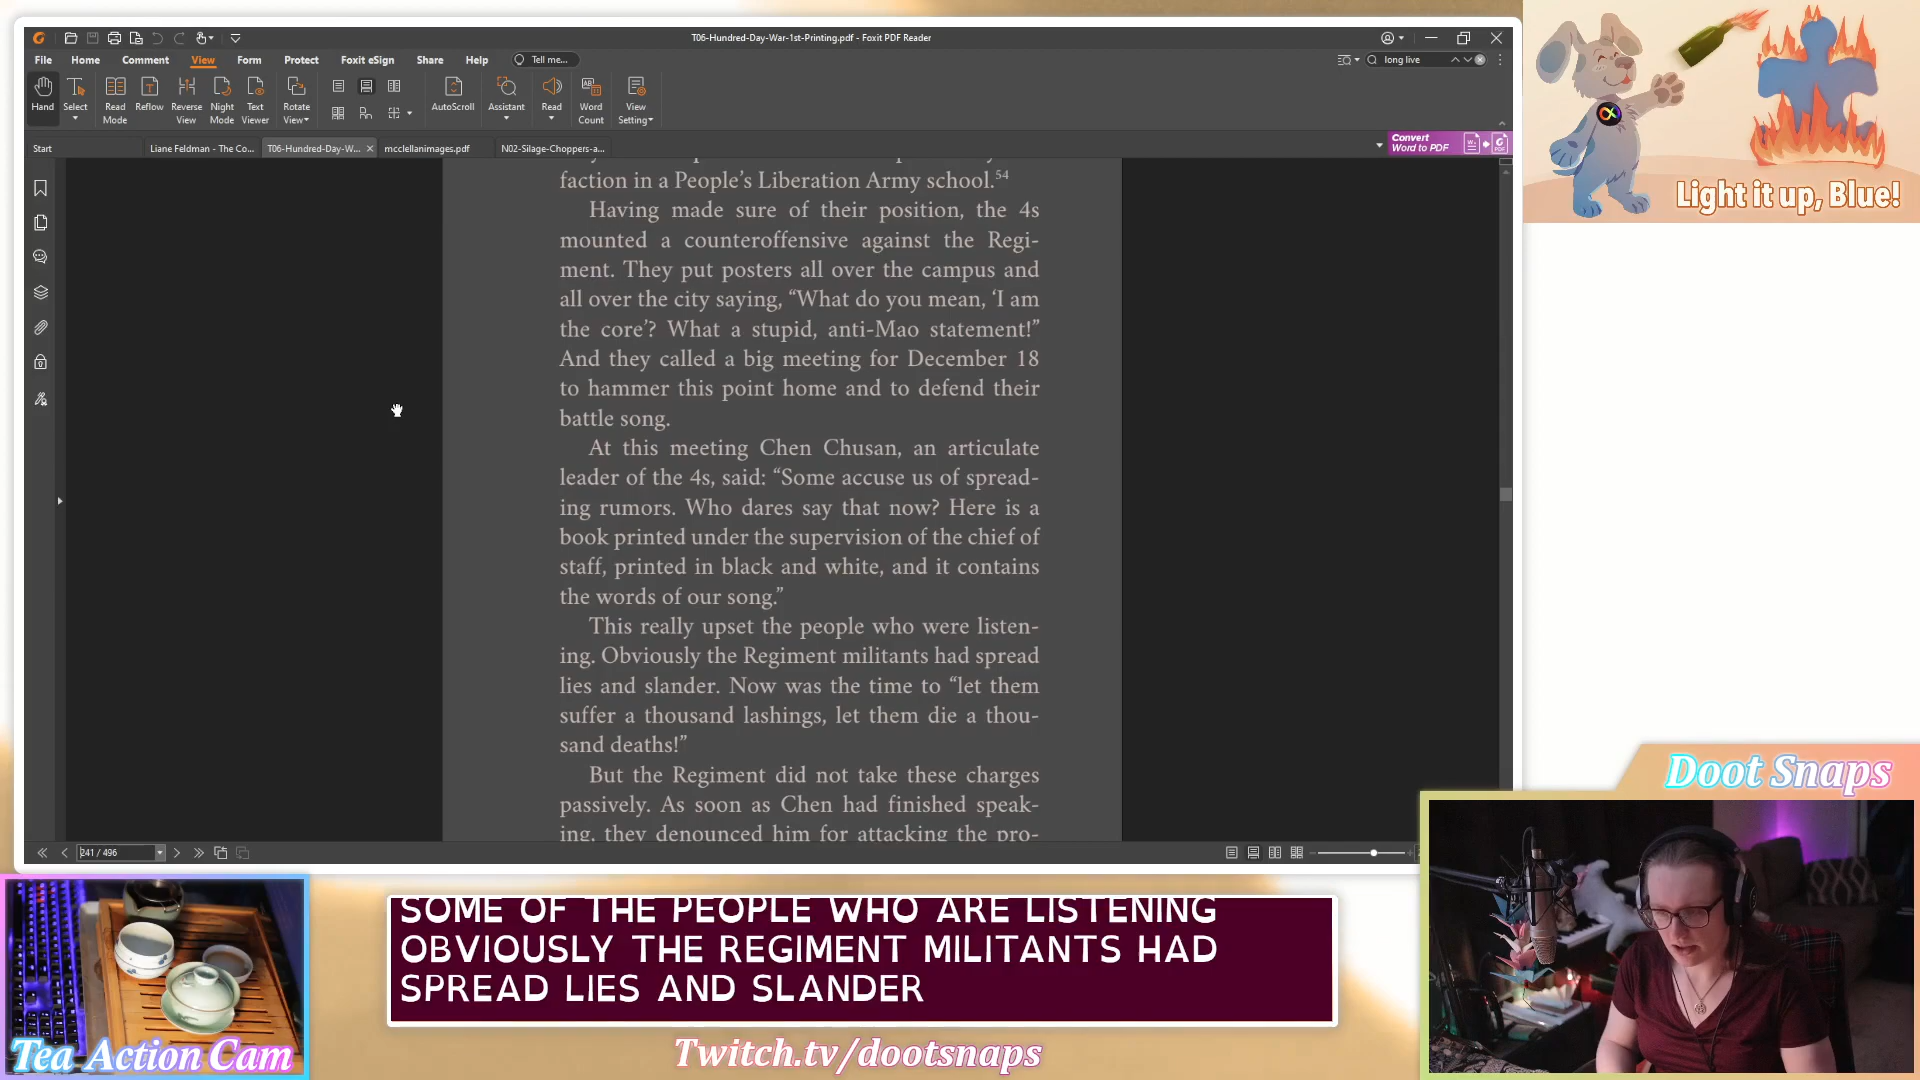 T06-Hundred-Day-War-1st-Printing.pdf - Foxit PDF Reader
File Home Comment View Form Protect Foxit eSign Share Help Tell me... long live
Hand Select Read Mode Reflow Reverse View Night Mode Text Viewer Rotate View AutoScroll Assistant Read Word Count View Setting
Start Liane Feldman - The Co... T06-Hundred-Day-W... mcclellanimages.pdf N02-Silage-Choppers-a...
Convert
Word to PDF
faction in a People's Liberation Army school.54
Having made sure of their position, the 4s
mounted a counteroffensive against the Regi-
ment. They put posters all over the campus and
all over the city saying, “What do you mean, ‘I am
the core’? What a stupid, anti-Mao statement!”
And they called a big meeting for December 18
to hammer this point home and to defend their
battle song.
At this meeting Chen Chusan, an articulate
leader of the 4s, said: “Some accuse us of spread-
ing rumors. Who dares say that now? Here is a
book printed under the supervision of the chief of
staff, printed in black and white, and it contains
the words of our song.”
This really upset the people who were listen-
ing. Obviously the Regiment militants had spread
lies and slander. Now was the time to “let them
suffer a thousand lashings, let them die a thou-
sand deaths!”
But the Regiment did not take these charges
passively. As soon as Chen had finished speak-
ing, they denounced him for attacking the pro-
241 / 496
Light it up, Blue!
Doot Snaps
SOME OF THE PEOPLE WHO ARE LISTENING
OBVIOUSLY THE REGIMENT MILITANTS HAD
SPREAD LIES AND SLANDER
Tea Action Cam
Twitch.tv/dootsnaps